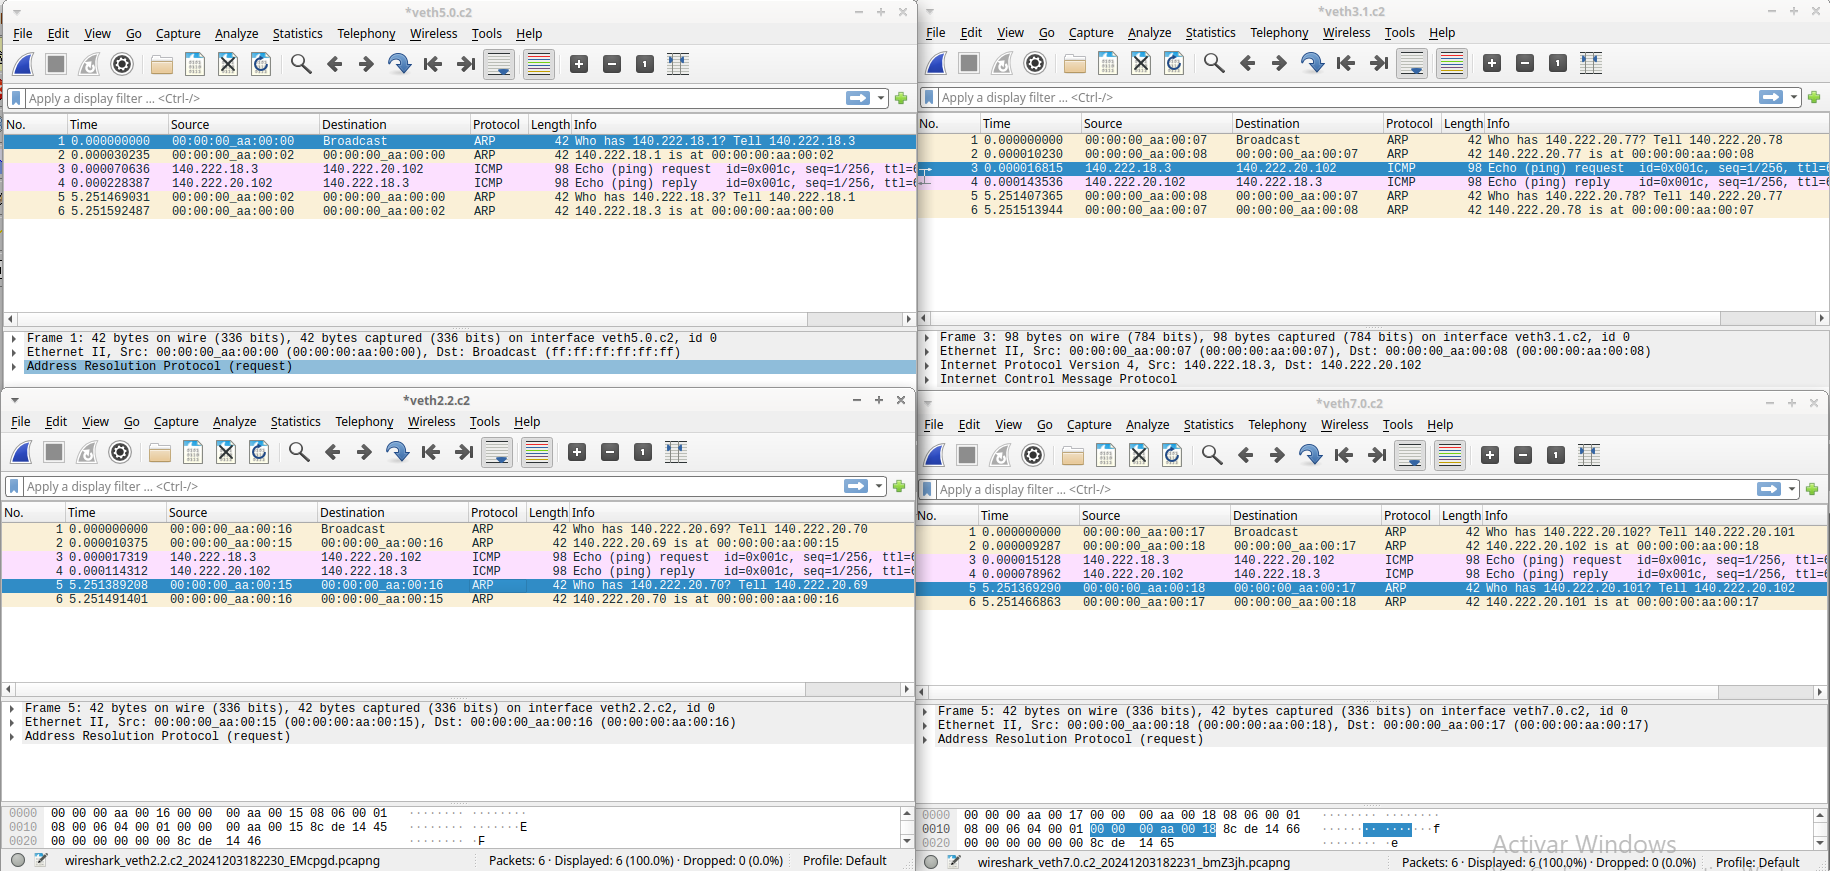 *veth5.0.c2
File Edit View Go Capture Analyze Statistics Telephony Wireless Tools Help
Apply a display filter ... <Ctrl-/>
No. Time Source Destination Protocol Length Info
1 0.000000000 00:00:00_aa:00:00 Broadcast ARP 42 Who has 140.222.18.1? Tell 140.222.18.3
2 0.000030235 00:00:00_aa:00:02 00:00:00_aa:00:00 ARP 42 140.222.18.1 is at 00:00:00:aa:00:02
3 0.000070636 140.222.18.3 140.222.20.102 ICMP 98 Echo (ping) request id=0x001c, seq=1/256, ttl=6
4 0.000228387 140.222.20.102 140.222.18.3 ICMP 98 Echo (ping) reply id=0x001c, seq=1/256, ttl=6
5 5.251469031 00:00:00_aa:00:02 00:00:00_aa:00:00 ARP 42 Who has 140.222.18.3? Tell 140.222.18.1
6 5.251592487 00:00:00_aa:00:00 00:00:00_aa:00:02 ARP 42 140.222.18.3 is at 00:00:00:aa:00:00
Frame 1: 42 bytes on wire (336 bits), 42 bytes captured (336 bits) on interface veth5.0.c2, id 0
Ethernet II, Src: 00:00:00_aa:00:00 (00:00:00:aa:00:00), Dst: Broadcast (ff:ff:ff:ff:ff:ff)
Address Resolution Protocol (request)
*veth3.1.c2
File Edit View Go Capture Analyze Statistics Telephony Wireless Tools Help
Apply a display filter ... <Ctrl-/>
No. Time Source Destination Protocol Length Info
1 0.000000000 00:00:00_aa:00:07 Broadcast ARP 42 Who has 140.222.20.77? Tell 140.222.20.78
2 0.000010230 00:00:00_aa:00:08 00:00:00_aa:00:07 ARP 42 140.222.20.77 is at 00:00:00:aa:00:08
3 0.000016815 140.222.18.3 140.222.20.102 ICMP 98 Echo (ping) request id=0x001c, seq=1/256, ttl=6
4 0.000143536 140.222.20.102 140.222.18.3 ICMP 98 Echo (ping) reply id=0x001c, seq=1/256, ttl=6
5 5.251407365 00:00:00_aa:00:08 00:00:00_aa:00:07 ARP 42 Who has 140.222.20.78? Tell 140.222.20.77
6 5.251513944 00:00:00_aa:00:07 00:00:00_aa:00:08 ARP 42 140.222.20.78 is at 00:00:00:aa:00:07
Frame 3: 98 bytes on wire (784 bits), 98 bytes captured (784 bits) on interface veth3.1.c2, id 0
Ethernet II, Src: 00:00:00_aa:00:07 (00:00:00:aa:00:07), Dst: 00:00:00_aa:00:08 (00:00:00:aa:00:08)
Internet Protocol Version 4, Src: 140.222.18.3, Dst: 140.222.20.102
Internet Control Message Protocol
*veth2.2.c2
File Edit View Go Capture Analyze Statistics Telephony Wireless Tools Help
Apply a display filter ... <Ctrl-/>
No. Time Source Destination Protocol Length Info
1 0.000000000 00:00:00_aa:00:16 Broadcast ARP 42 Who has 140.222.20.69? Tell 140.222.20.70
2 0.000010375 00:00:00_aa:00:15 00:00:00_aa:00:16 ARP 42 140.222.20.69 is at 00:00:00:aa:00:15
3 0.000017319 140.222.18.3 140.222.20.102 ICMP 98 Echo (ping) request id=0x001c, seq=1/256, ttl=6
4 0.000114312 140.222.20.102 140.222.18.3 ICMP 98 Echo (ping) reply id=0x001c, seq=1/256, ttl=6
5 5.251389208 00:00:00_aa:00:15 00:00:00_aa:00:16 ARP 42 Who has 140.222.20.70? Tell 140.222.20.69
6 5.251491401 00:00:00_aa:00:16 00:00:00_aa:00:15 ARP 42 140.222.20.70 is at 00:00:00:aa:00:16
Frame 5: 42 bytes on wire (336 bits), 42 bytes captured (336 bits) on interface veth2.2.c2, id 0
Ethernet II, Src: 00:00:00_aa:00:15 (00:00:00:aa:00:15), Dst: 00:00:00_aa:00:16 (00:00:00:aa:00:16)
Address Resolution Protocol (request)
0000 00 00 00 aa 00 16 00 00 00 aa 00 15 08 06 00 01 ········ ········
0010 08 00 06 04 00 01 00 00 00 aa 00 15 8c de 14 45 ········ ·······E
0020 00 00 00 00 00 00 8c de 14 46 ········ ·F
wireshark_veth2.2.c2_20241203182230_EMcpgd.pcapng Packets: 6 · Displayed: 6 (100.0%) · Dropped: 0 (0.0%) Profile: Default
*veth7.0.c2
File Edit View Go Capture Analyze Statistics Telephony Wireless Tools Help
Apply a display filter ... <Ctrl-/>
No. Time Source Destination Protocol Length Info
1 0.000000000 00:00:00_aa:00:17 Broadcast ARP 42 Who has 140.222.20.102? Tell 140.222.20.101
2 0.000009287 00:00:00_aa:00:18 00:00:00_aa:00:17 ARP 42 140.222.20.102 is at 00:00:00:aa:00:18
3 0.000015128 140.222.18.3 140.222.20.102 ICMP 98 Echo (ping) request id=0x001c, seq=1/256, ttl=6
4 0.000078962 140.222.20.102 140.222.18.3 ICMP 98 Echo (ping) reply id=0x001c, seq=1/256, ttl=6
5 5.251369290 00:00:00_aa:00:18 00:00:00_aa:00:17 ARP 42 Who has 140.222.20.101? Tell 140.222.20.102
6 5.251466863 00:00:00_aa:00:17 00:00:00_aa:00:18 ARP 42 140.222.20.101 is at 00:00:00:aa:00:17
Frame 5: 42 bytes on wire (336 bits), 42 bytes captured (336 bits) on interface veth7.0.c2, id 0
Ethernet II, Src: 00:00:00_aa:00:18 (00:00:00:aa:00:18), Dst: 00:00:00_aa:00:17 (00:00:00:aa:00:17)
Address Resolution Protocol (request)
0000 00 00 00 aa 00 17 00 00 00 aa 00 18 08 06 00 01 ········ ········
0010 08 00 06 04 00 01 00 00 00 aa 00 18 8c de 14 66 ········ ·······f
0020 00 00 00 00 00 00 8c de 14 65 ········ ·e
Activar Windows
wireshark_veth7.0.c2_20241203182231_bmZ3jh.pcapng Packets: 6 · Displayed: 6 (100.0%) · Dropped: 0 (0.0%) Profile: Default